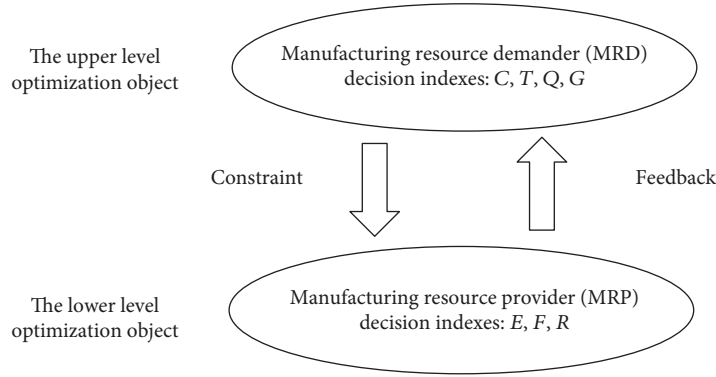 The upper level
optimization object
Manufacturing resource demander (MRD)
decision indexes: C, T, Q, G
Constraint
Feedback
The lower level
optimization object
Manufacturing resource provider (MRP)
decision indexes: E, F, R